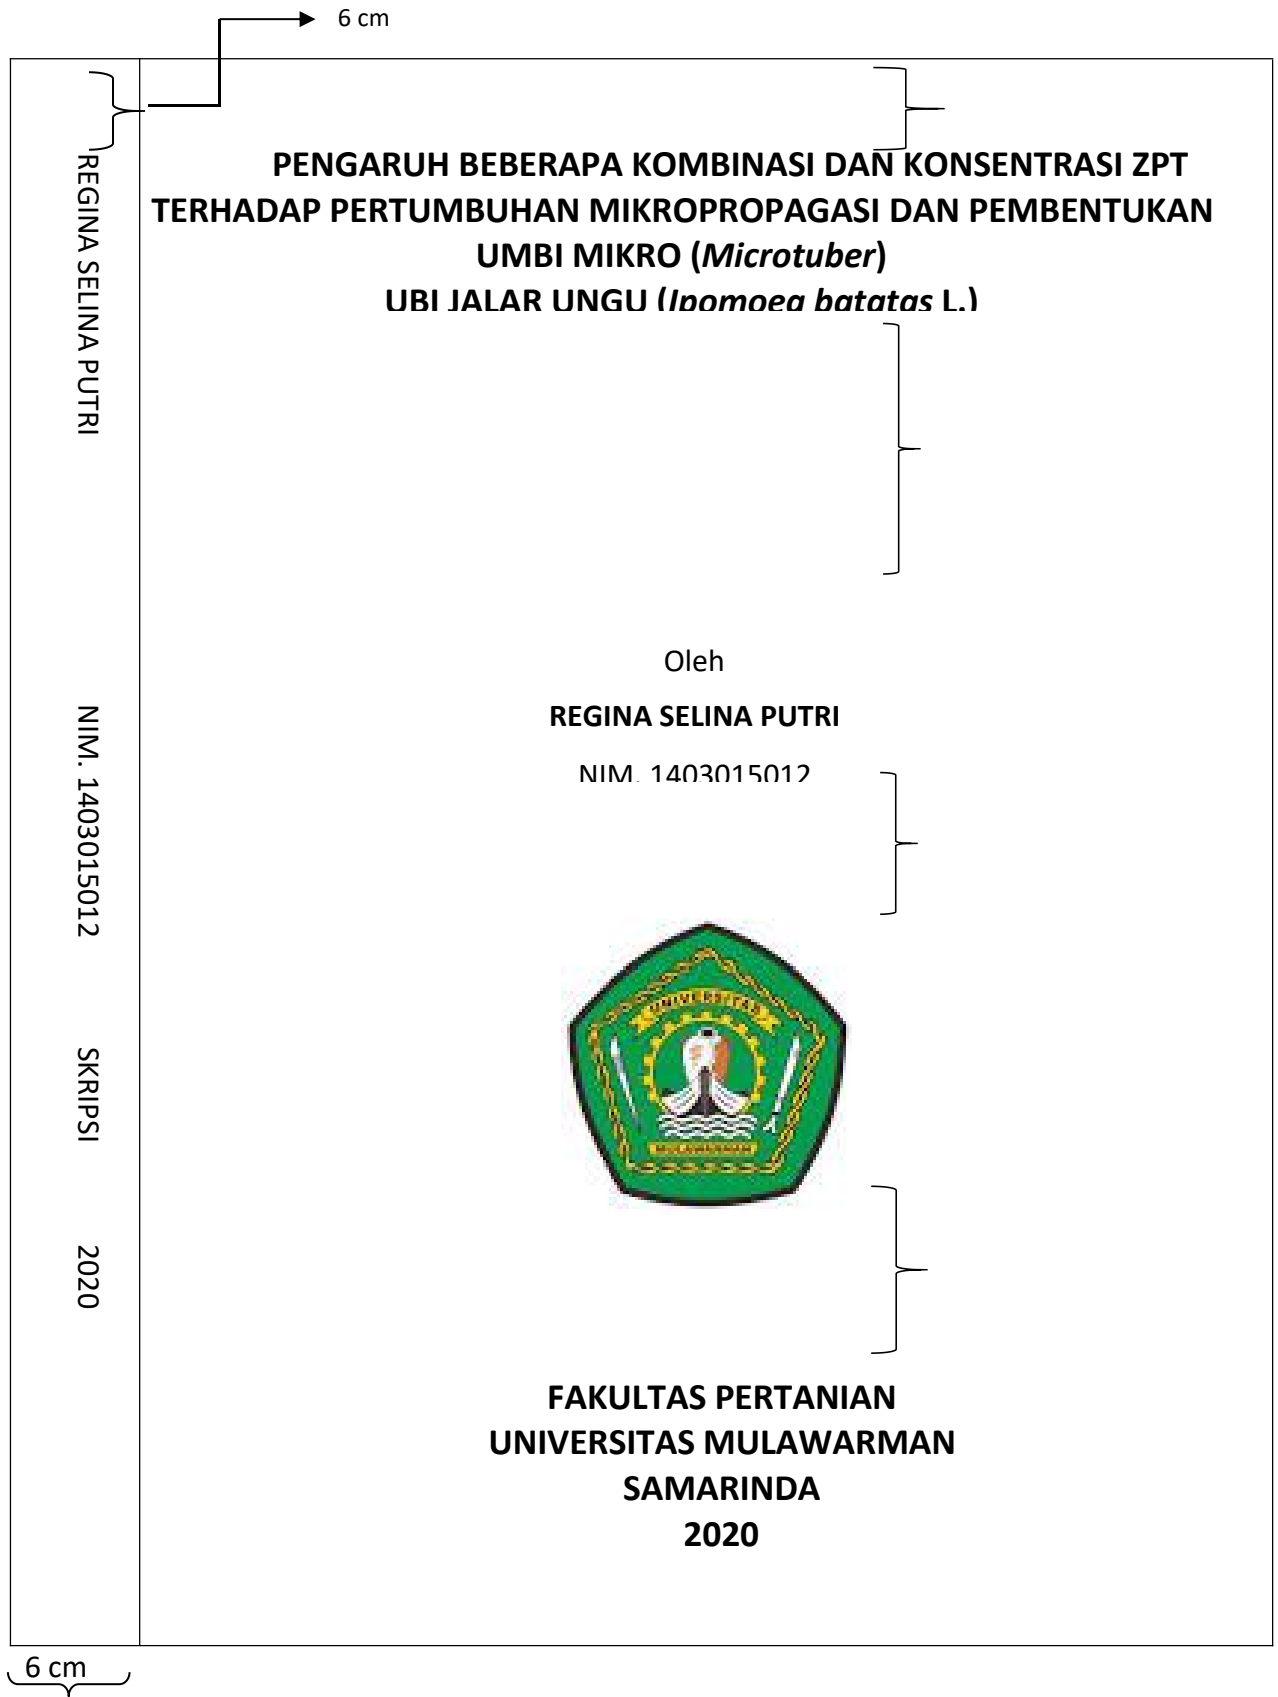 6 cm
REGINA SELINA PUTRI NIM. 1403015012 SKRIPSI 2020
PENGARUH BEBERAPA KOMBINASI DAN KONSENTRASI ZPT
TERHADAP PERTUMBUHAN MIKROPROPAGASI DAN PEMBENTUKAN
UMBI MIKRO (Microtuber)
UBI JALAR UNGU (Ipomoea batatas L.)
Oleh
REGINA SELINA PUTRI
NIM. 1403015012
UNIVERSITAS
MULAWARMAN
FAKULTAS PERTANIAN
UNIVERSITAS MULAWARMAN
SAMARINDA
2020
6 cm